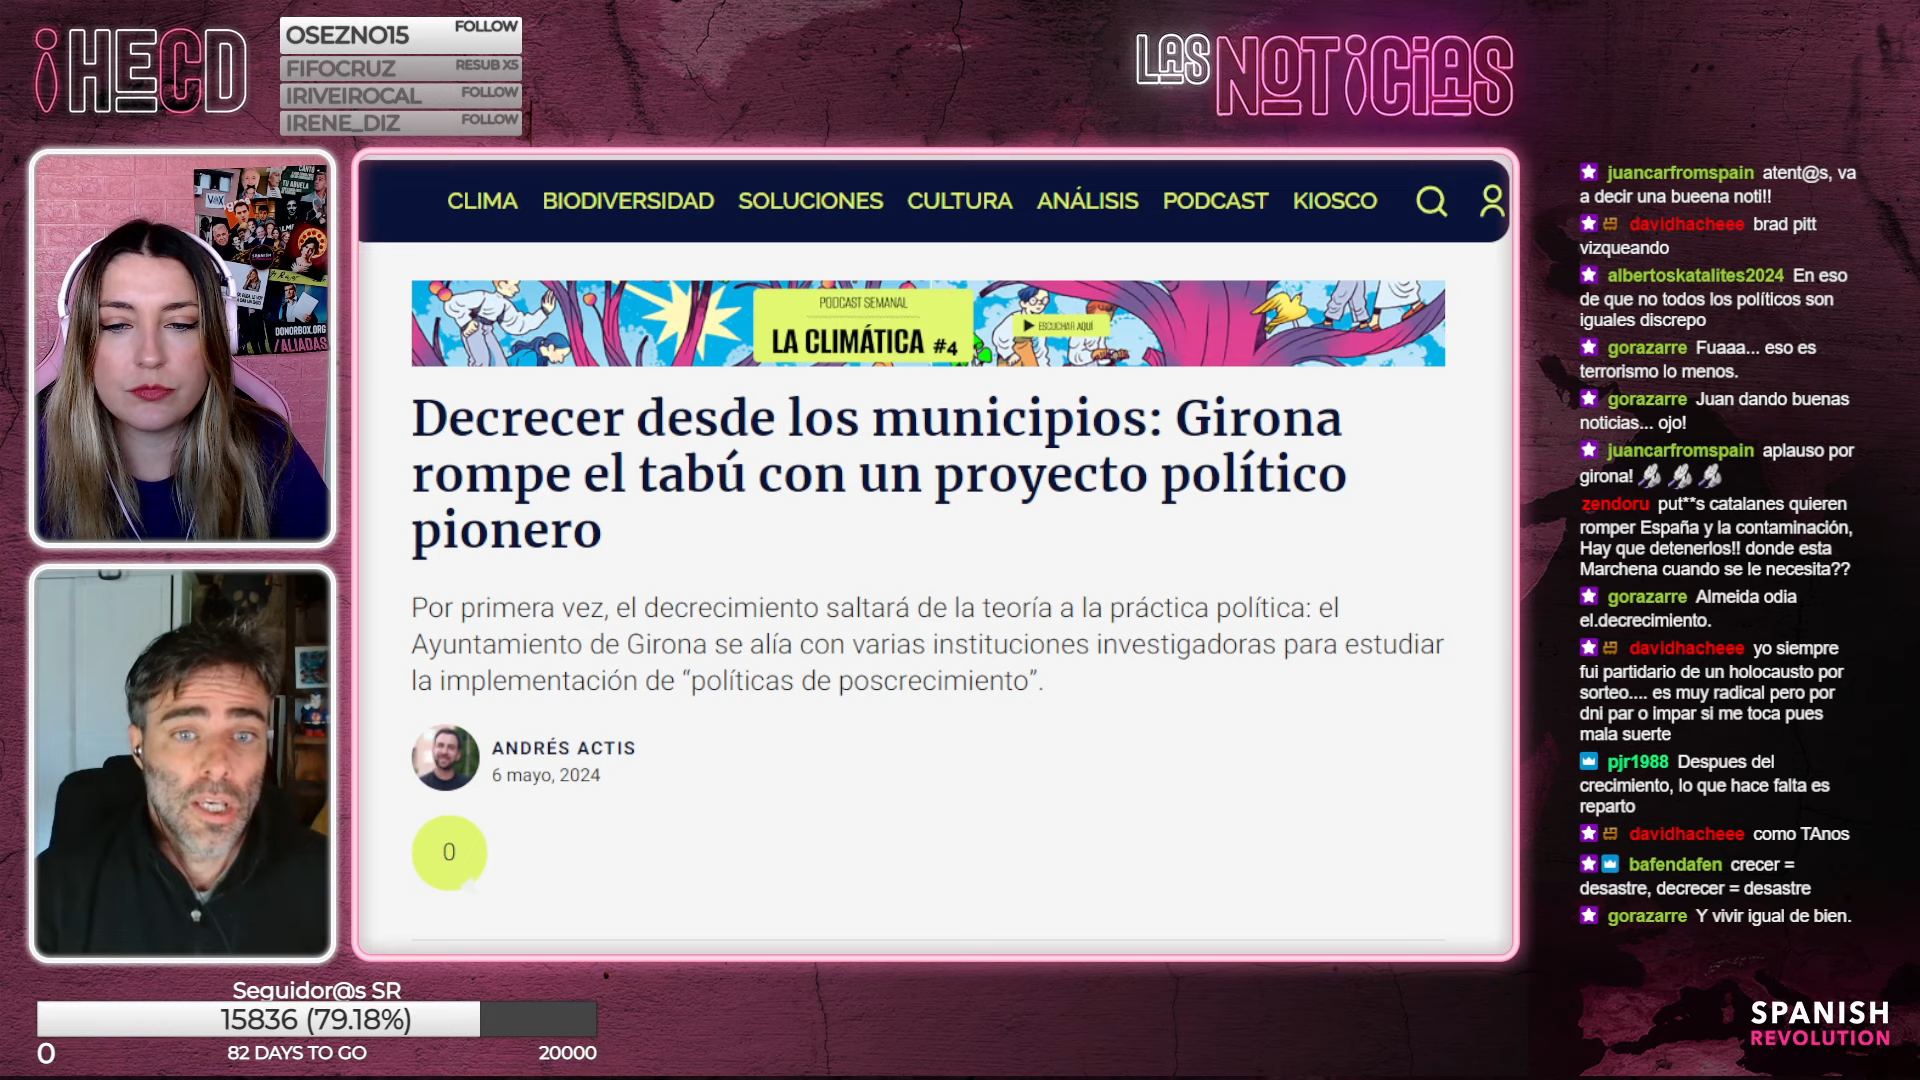 ¡HECD
OSEZNO15 FOLLOW
FIFOCRUZ RESUB X5
IRIVEIROCAL FOLLOW
IRENE_DIZ FOLLOW
LAS NOTICIAS
VOX
TU ABUELA
DONORBOX.ORG
/ALIADAS
CLIMA BIODIVERSIDAD SOLUCIONES CULTURA ANÁLISIS PODCAST KIOSCO
PODCAST SEMANAL
LA CLIMÁTICA #4
ESCUCHAR AQUÍ
Decrecer desde los municipios: Girona
rompe el tabú con un proyecto político
pionero
Por primera vez, el decrecimiento saltará de la teoría a la práctica política: el
Ayuntamiento de Girona se alía con varias instituciones investigadoras para estudiar
la implementación de “políticas de poscrecimiento”.
ANDRÉS ACTIS
6 mayo, 2024
0
juancarfromspain atent@s, va
a decir una bueena noti!!
davidhacheee brad pitt
vizqueando
albertoskatalites2024 En eso
de que no todos los políticos son
iguales discrepo
gorazarre Fuaaa... eso es
terrorismo lo menos.
gorazarre Juan dando buenas
noticias... ojo!
juancarfromspain aplauso por
girona!
zendoru put**s catalanes quieren
romper España y la contaminación,
Hay que detenerlos!! donde esta
Marchena cuando se le necesita??
gorazarre Almeida odia
el.decrecimiento.
davidhacheee yo siempre
fui partidario de un holocausto por
sorteo.... es muy radical pero por
dni par o impar si me toca pues
mala suerte
pjr1988 Despues del
crecimiento, lo que hace falta es
reparto
davidhacheee como TAnos
bafendafen crecer =
desastre, decrecer = desastre
gorazarre Y vivir igual de bien.
Seguidor@s SR
15836 (79.18%)
0 82 DAYS TO GO 20000
SPANISH
REVOLUTION